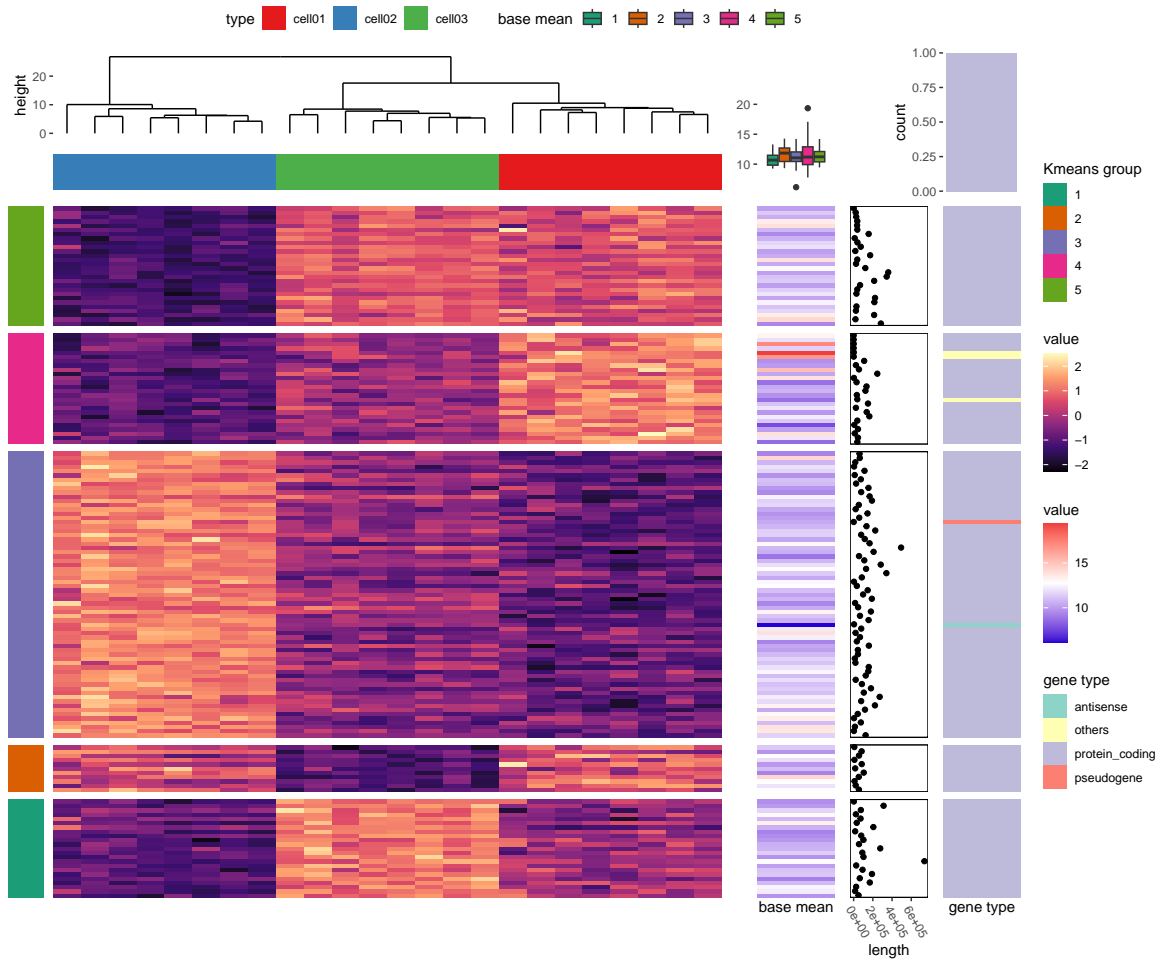 type cell01 cell02 cell03 base mean 1 2 3 4 5
height
20
10
0
20
15
10
count
1.00
0.75
0.50
0.25
0.00
Kmeans group
1
2
3
4
5
value
2
1
0
−1
−2
value
15
10
gene type
antisense
others
protein_coding
pseudogene
base mean
0e+00
2e+05
4e+05
6e+05
length
gene type